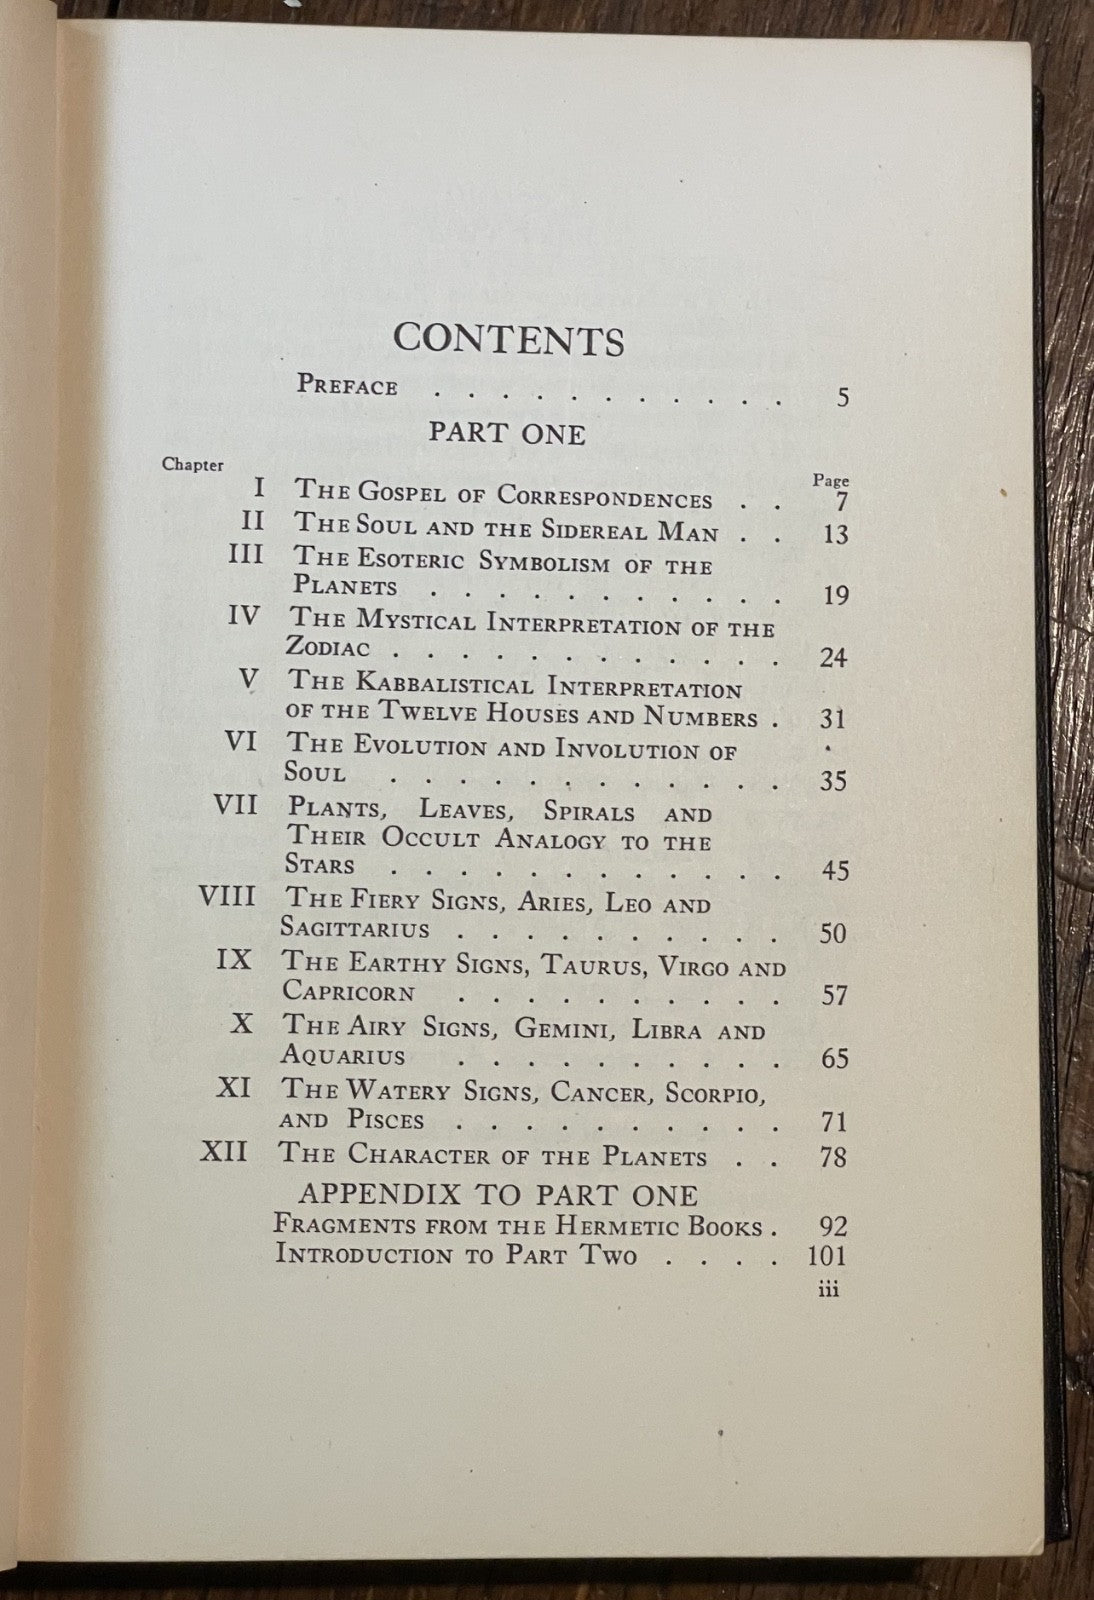 CONTENTS
PREFACE . . . . . . . . . . . 5
PART ONE
Chapter Page
I THE GOSPEL OF CORRESPONDENCES . . 7
II THE SOUL AND THE SIDEREAL MAN . . 13
III THE ESOTERIC SYMBOLISM OF THE
PLANETS . . . . . . . . . . . 19
IV THE MYSTICAL INTERPRETATION OF THE
ZODIAC . . . . . . . . . . . . 24
V THE KABBALISTICAL INTERPRETATION
OF THE TWELVE HOUSES AND NUMBERS . 31
VI THE EVOLUTION AND INVOLUTION OF
SOUL . . . . . . . . . . . . 35
VII PLANTS, LEAVES, SPIRALS AND
THEIR OCCULT ANALOGY TO THE
STARS . . . . . . . . . . . . 45
VIII THE FIERY SIGNS, ARIES, LEO AND
SAGITTARIUS . . . . . . . . . . 50
IX THE EARTHY SIGNS, TAURUS, VIRGO AND
CAPRICORN . . . . . . . . . . 57
X THE AIRY SIGNS, GEMINI, LIBRA AND
AQUARIUS . . . . . . . . . . 65
XI THE WATERY SIGNS, CANCER, SCORPIO,
AND PISCES . . . . . . . . . . 71
XII THE CHARACTER OF THE PLANETS . . 78
APPENDIX TO PART ONE
FRAGMENTS FROM THE HERMETIC BOOKS . 92
INTRODUCTION TO PART TWO . . . . 101
iii